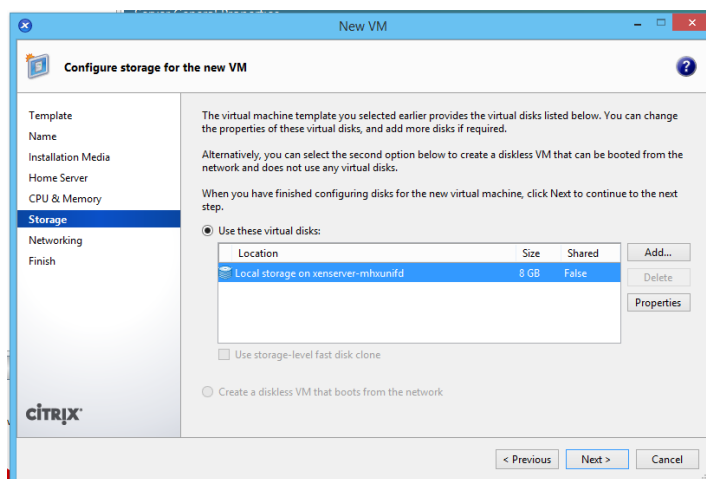 New VM
Configure storage for the new VM
Template
Name
Installation Media
Home Server
CPU & Memory
Storage
Networking
Finish
The virtual machine template you selected earlier provides the virtual disks listed below. You can change
the properties of these virtual disks, and add more disks if required.
Alternatively, you can select the second option below to create a diskless VM that can be booted from the
network and does not use any virtual disks.
When you have finished configuring disks for the new virtual machine, click Next to continue to the next
step.
Use these virtual disks:
Location Size Shared
Local storage on xenserver-mhxunifd 8 GB False
Add...
Delete
Properties
Use storage-level fast disk clone
Create a diskless VM that boots from the network
CITRIX
< Previous Next > Cancel